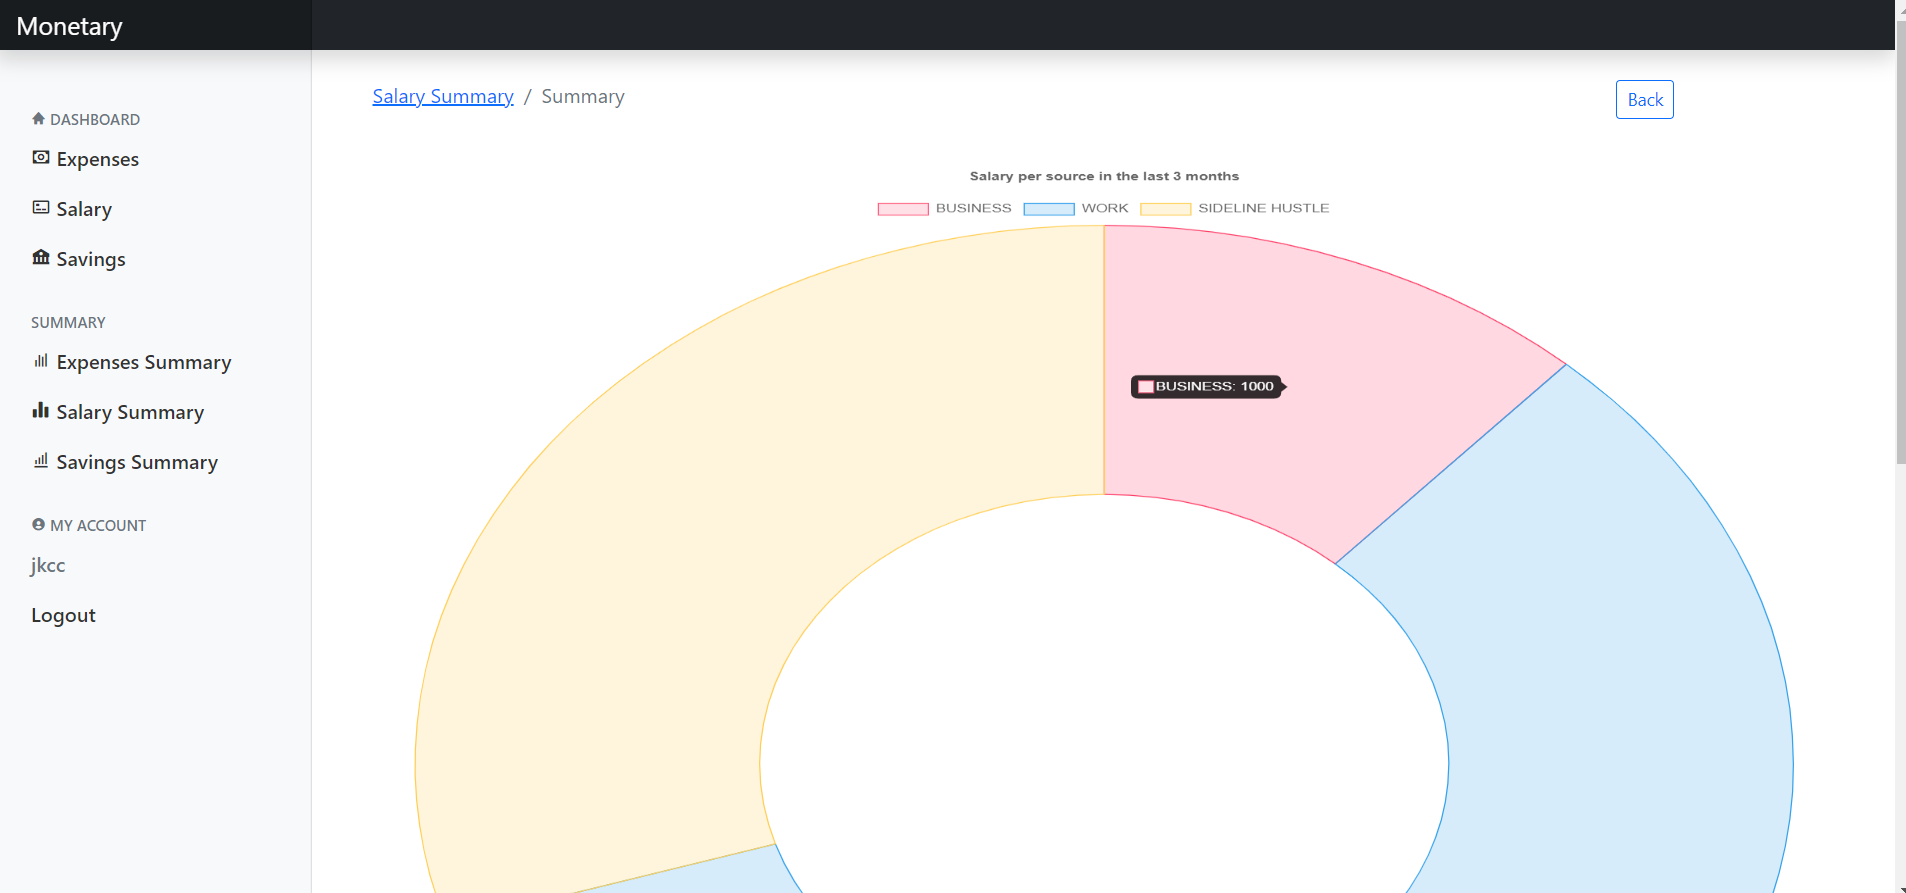 Monetary
DASHBOARD
Expenses
Salary
Savings
SUMMARY
Expenses Summary
Salary Summary
Savings Summary
MY ACCOUNT
jkcc
Logout
Salary Summary / Summary
Back
Salary per source in the last 3 months
BUSINESS WORK SIDELINE HUSTLE
BUSINESS: 1000